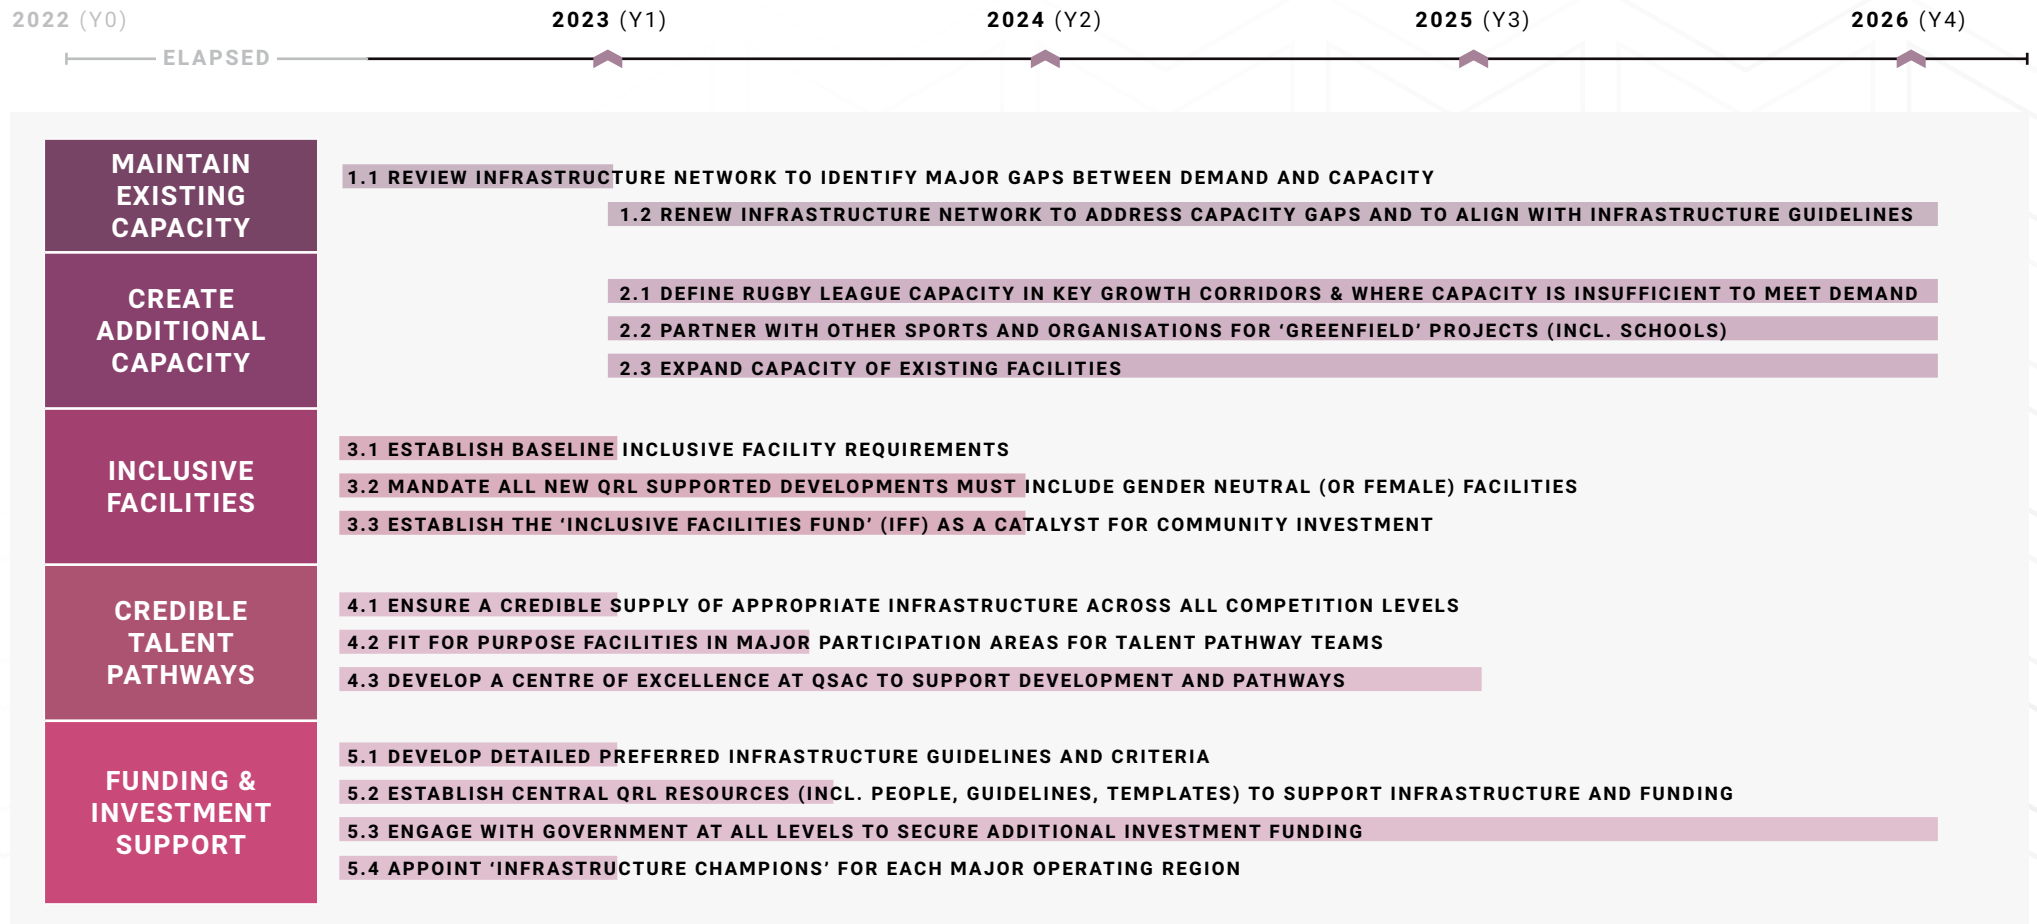 2022 (Y0)
2023 (Y1)
2024 (Y2)
2025 (Y3)
2026 (Y4)
ELAPSED
MAINTAIN
EXISTING
CAPACITY
1.1 REVIEW INFRASTRUCTURE NETWORK TO IDENTIFY MAJOR GAPS BETWEEN DEMAND AND CAPACITY
1.2 RENEW INFRASTRUCTURE NETWORK TO ADDRESS CAPACITY GAPS AND TO ALIGN WITH INFRASTRUCTURE GUIDELINES
CREATE
ADDITIONAL
CAPACITY
2.1 DEFINE RUGBY LEAGUE CAPACITY IN KEY GROWTH CORRIDORS & WHERE CAPACITY IS INSUFFICIENT TO MEET DEMAND
2.2 PARTNER WITH OTHER SPORTS AND ORGANISATIONS FOR ‘GREENFIELD’ PROJECTS (INCL. SCHOOLS)
2.3 EXPAND CAPACITY OF EXISTING FACILITIES
INCLUSIVE
FACILITIES
3.1 ESTABLISH BASELINE INCLUSIVE FACILITY REQUIREMENTS
3.2 MANDATE ALL NEW QRL SUPPORTED DEVELOPMENTS MUST INCLUDE GENDER NEUTRAL (OR FEMALE) FACILITIES
3.3 ESTABLISH THE ‘INCLUSIVE FACILITIES FUND’ (IFF) AS A CATALYST FOR COMMUNITY INVESTMENT
CREDIBLE
TALENT
PATHWAYS
4.1 ENSURE A CREDIBLE SUPPLY OF APPROPRIATE INFRASTRUCTURE ACROSS ALL COMPETITION LEVELS
4.2 FIT FOR PURPOSE FACILITIES IN MAJOR PARTICIPATION AREAS FOR TALENT PATHWAY TEAMS
4.3 DEVELOP A CENTRE OF EXCELLENCE AT QSAC TO SUPPORT DEVELOPMENT AND PATHWAYS
FUNDING &
INVESTMENT
SUPPORT
5.1 DEVELOP DETAILED PREFERRED INFRASTRUCTURE GUIDELINES AND CRITERIA
5.2 ESTABLISH CENTRAL QRL RESOURCES (INCL. PEOPLE, GUIDELINES, TEMPLATES) TO SUPPORT INFRASTRUCTURE AND FUNDING
5.3 ENGAGE WITH GOVERNMENT AT ALL LEVELS TO SECURE ADDITIONAL INVESTMENT FUNDING
5.4 APPOINT ‘INFRASTRUCTURE CHAMPIONS’ FOR EACH MAJOR OPERATING REGION